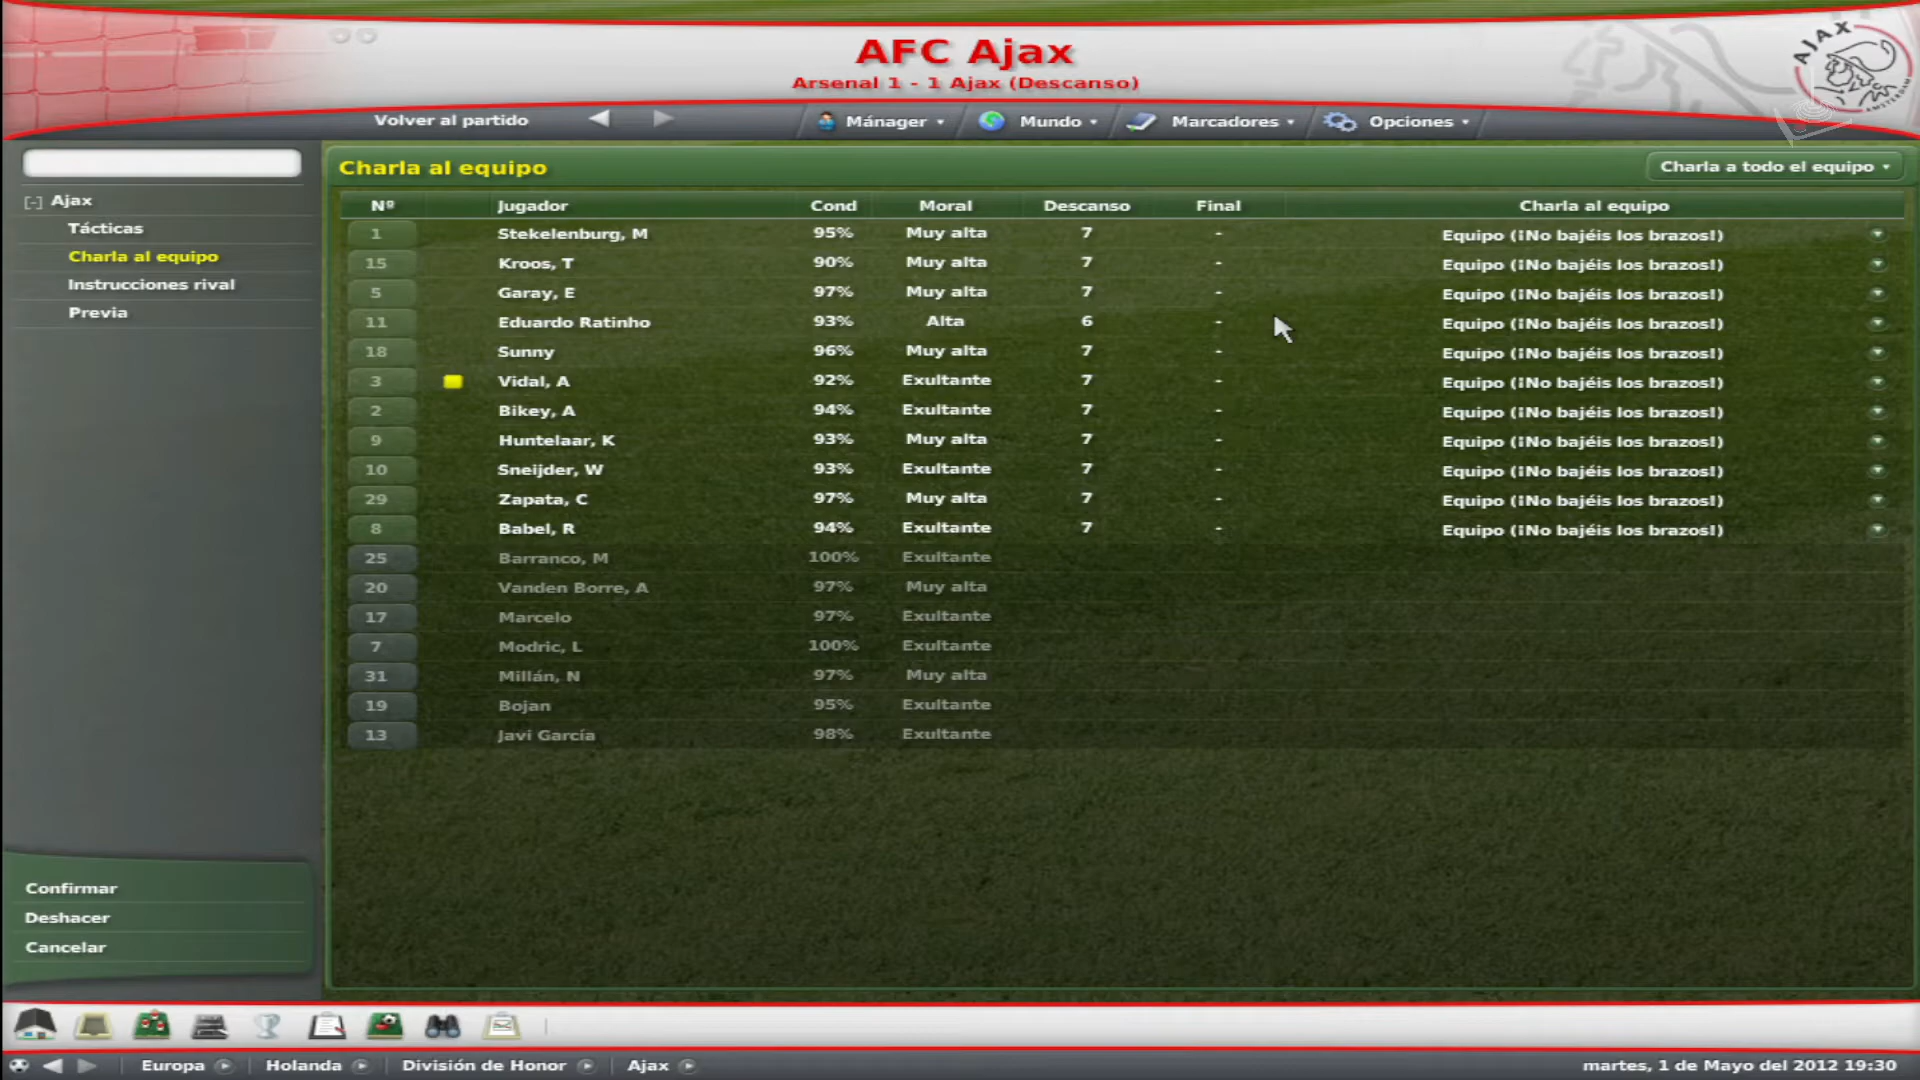 AFC Ajax
Arsenal 1 - 1 Ajax (Descanso)
AJAX
AMSTERDAM
Volver al partido Mánager Mundo Marcadores Opciones
Charla al equipo Charla a todo el equipo
[-] Ajax
Tácticas
Charla al equipo
Instrucciones rival
Previa
Nº Jugador Cond Moral Descanso Final Charla al equipo
1 Stekelenburg, M 95% Muy alta 7 - Equipo (¡No bajéis los brazos!)
15 Kroos, T 90% Muy alta 7 - Equipo (¡No bajéis los brazos!)
5 Garay, E 97% Muy alta 7 - Equipo (¡No bajéis los brazos!)
11 Eduardo Ratinho 93% Alta 6 - Equipo (¡No bajéis los brazos!)
18 Sunny 96% Muy alta 7 - Equipo (¡No bajéis los brazos!)
3 Vidal, A 92% Exultante 7 - Equipo (¡No bajéis los brazos!)
2 Bikey, A 94% Exultante 7 - Equipo (¡No bajéis los brazos!)
9 Huntelaar, K 93% Muy alta 7 - Equipo (¡No bajéis los brazos!)
10 Sneijder, W 93% Exultante 7 - Equipo (¡No bajéis los brazos!)
29 Zapata, C 97% Muy alta 7 - Equipo (¡No bajéis los brazos!)
8 Babel, R 94% Exultante 7 - Equipo (¡No bajéis los brazos!)
25 Barranco, M 100% Exultante
20 Vanden Borre, A 97% Muy alta
17 Marcelo 97% Exultante
7 Modric, L 100% Exultante
31 Millán, N 97% Muy alta
19 Bojan 95% Exultante
13 Javi García 98% Exultante
Confirmar
Deshacer
Cancelar
Europa Holanda División de Honor Ajax martes, 1 de Mayo del 2012 19:30